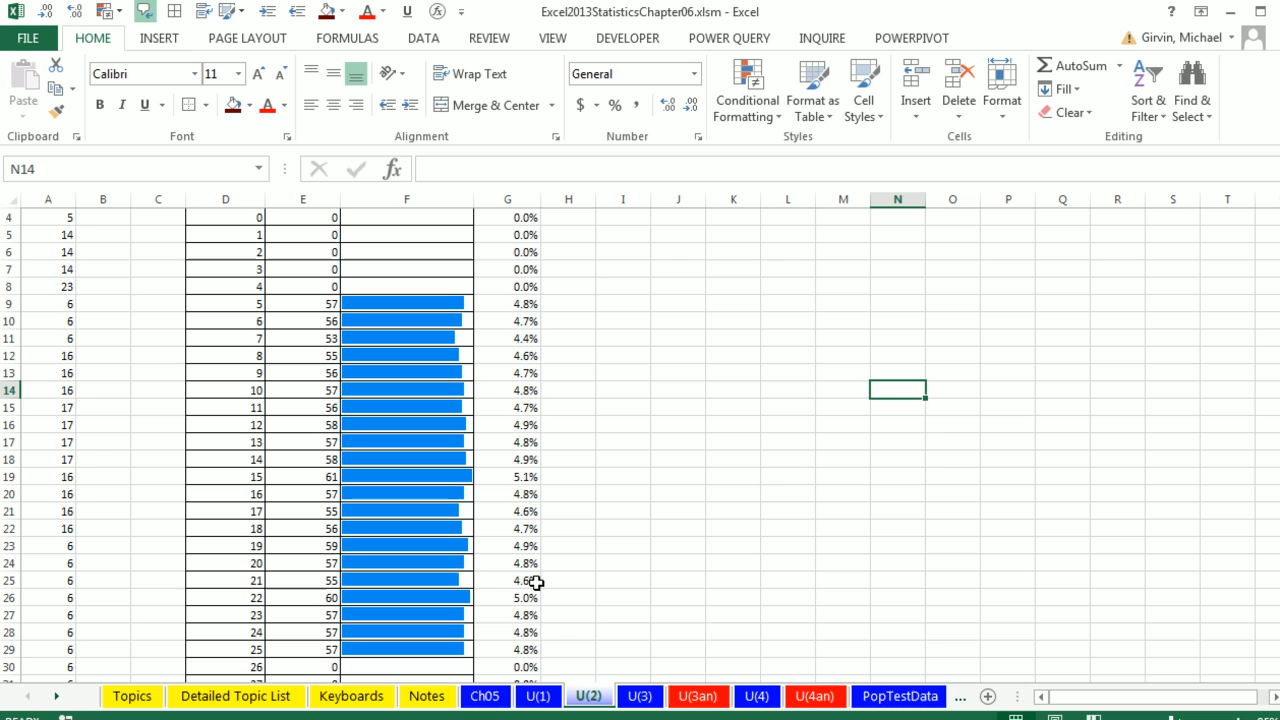 Excel2013StatisticsChapter06.xlsm - Excel
FILE HOME INSERT PAGE LAYOUT FORMULAS DATA REVIEW VIEW DEVELOPER POWER QUERY INQUIRE POWERPIVOT Girvin, Michael
Paste
Calibri 11
Wrap Text
Merge & Center
General
Conditional Formatting
Format as Table
Cell Styles
Insert Delete Format
AutoSum
Fill
Clear
Sort & Filter
Find & Select
Clipboard Font Alignment Number Styles Cells Editing
N14
A B C D E F G H I J K L M N O P Q R S T
4 5 0 0 0.0%
5 14 1 0 0.0%
6 14 2 0 0.0%
7 14 3 0 0.0%
8 23 4 0 0.0%
9 6 5 57 4.8%
10 6 6 56 4.7%
11 6 7 53 4.4%
12 16 8 55 4.6%
13 16 9 56 4.7%
14 16 10 57 4.8%
15 17 11 56 4.7%
16 17 12 58 4.9%
17 17 13 57 4.8%
18 17 14 58 4.9%
19 16 15 61 5.1%
20 16 16 57 4.8%
21 16 17 55 4.6%
22 16 18 56 4.7%
23 6 19 59 4.9%
24 6 20 57 4.8%
25 6 21 55
26 6 22 60 5.0%
27 6 23 57 4.8%
28 6 24 57 4.8%
29 6 25 57 4.8%
30 6 26 0 0.0%
Topics Detailed Topic List Keyboards Notes Ch05 U(1) U(2) U(3) U(3an) U(4) U(4an) PopTestData ...